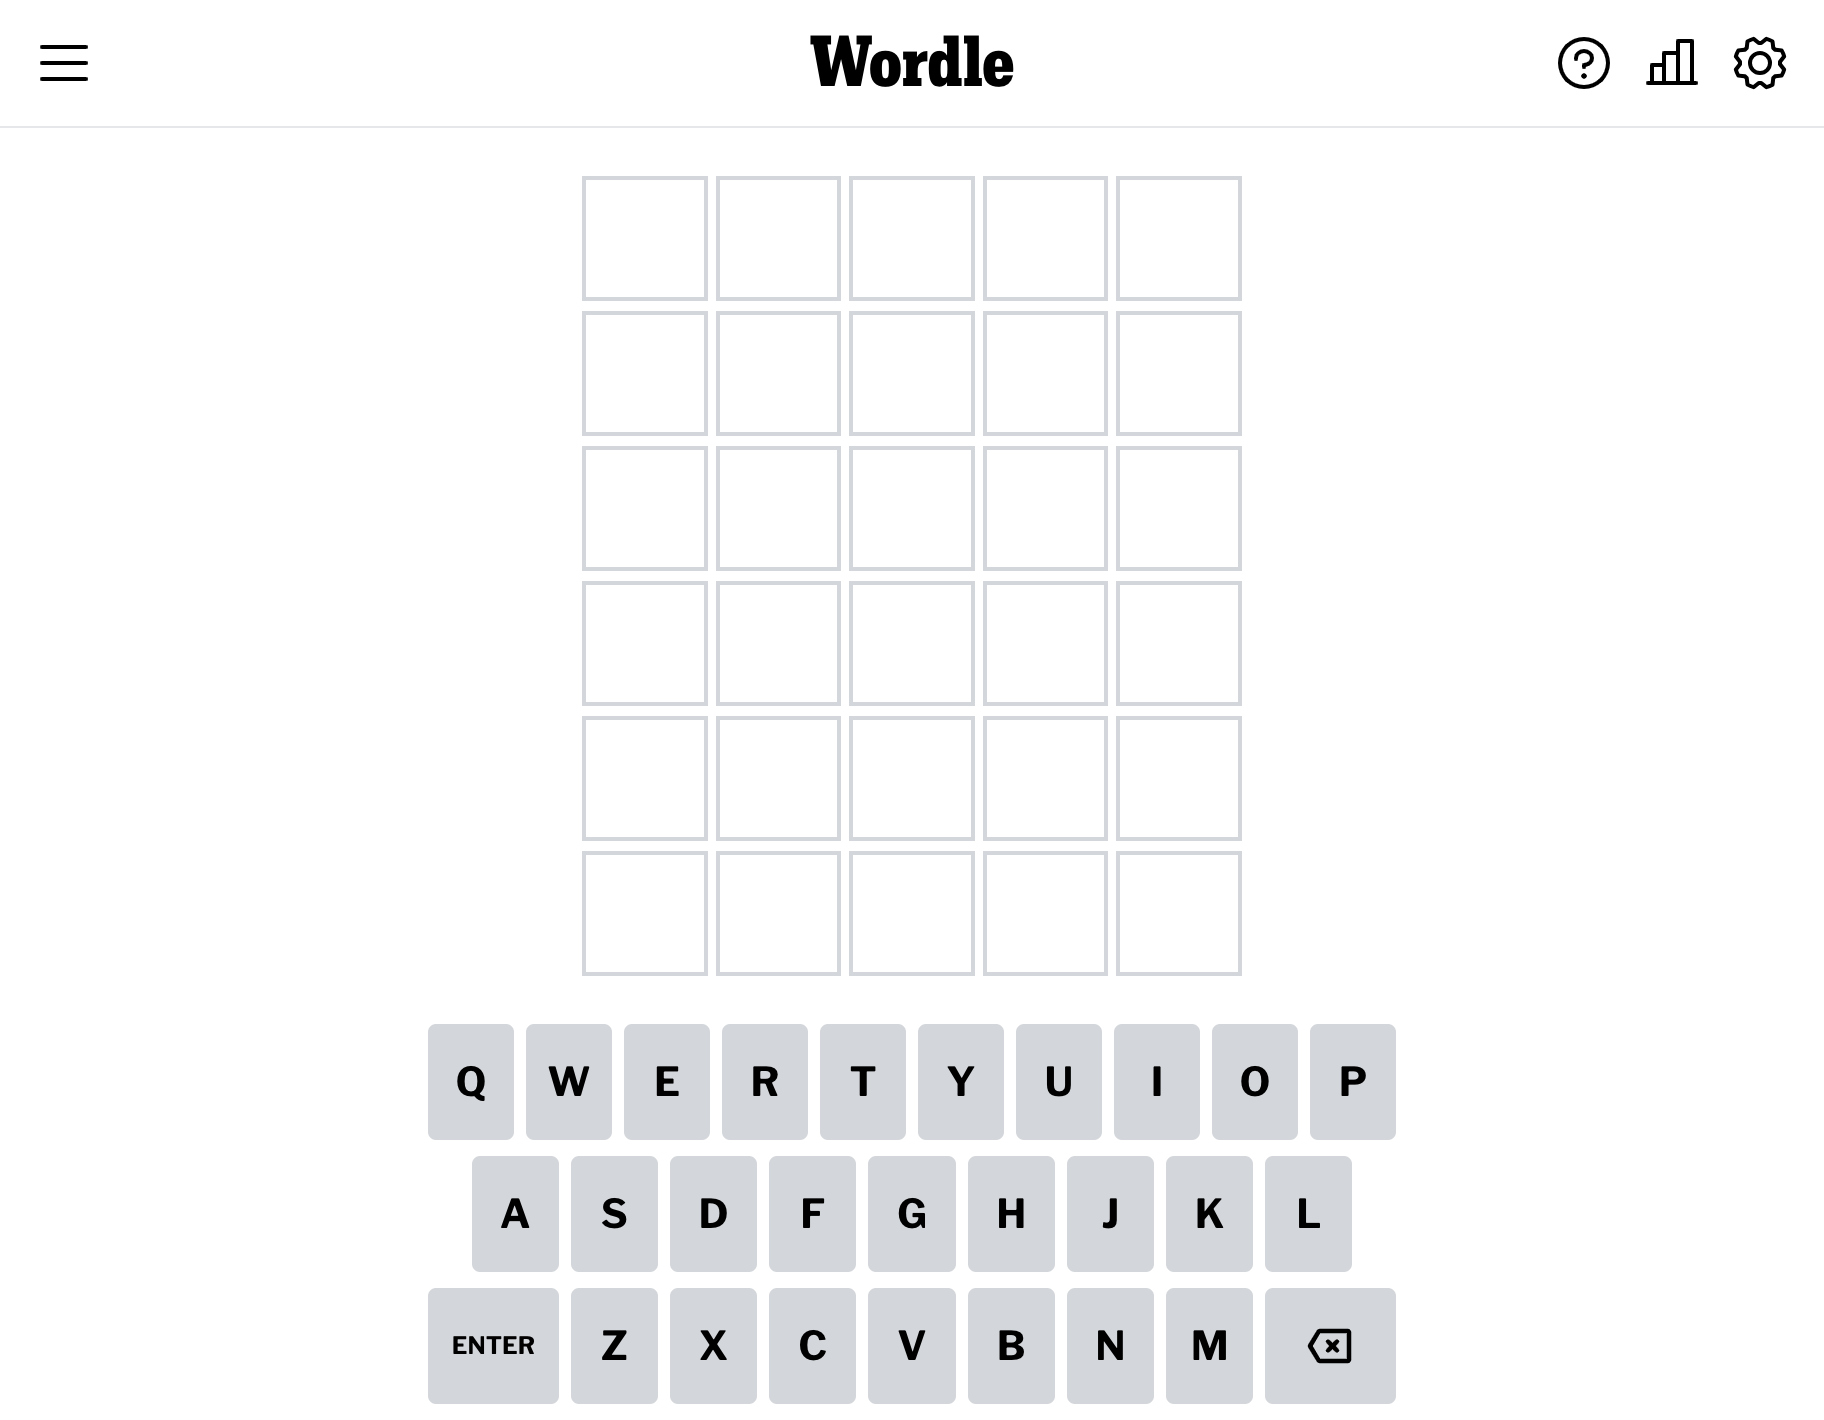 Wordle
?
Q W E R T Y U I O P
A S D F G H J K L
ENTER Z X C V B N M